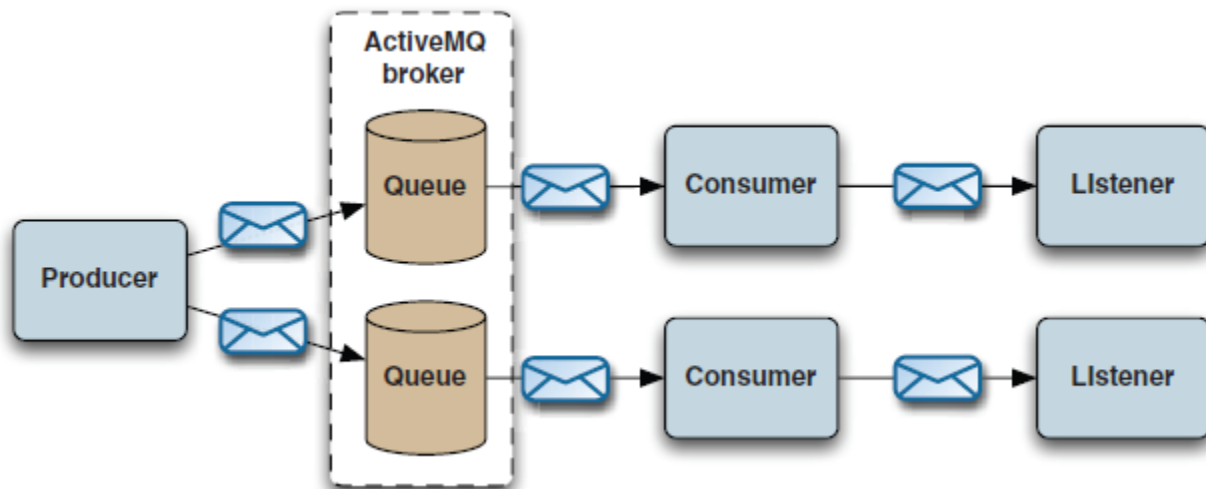 ActiveMQ
broker
Queue
Consumer
LIstener
Producer
Queue
Consumer
LIstener